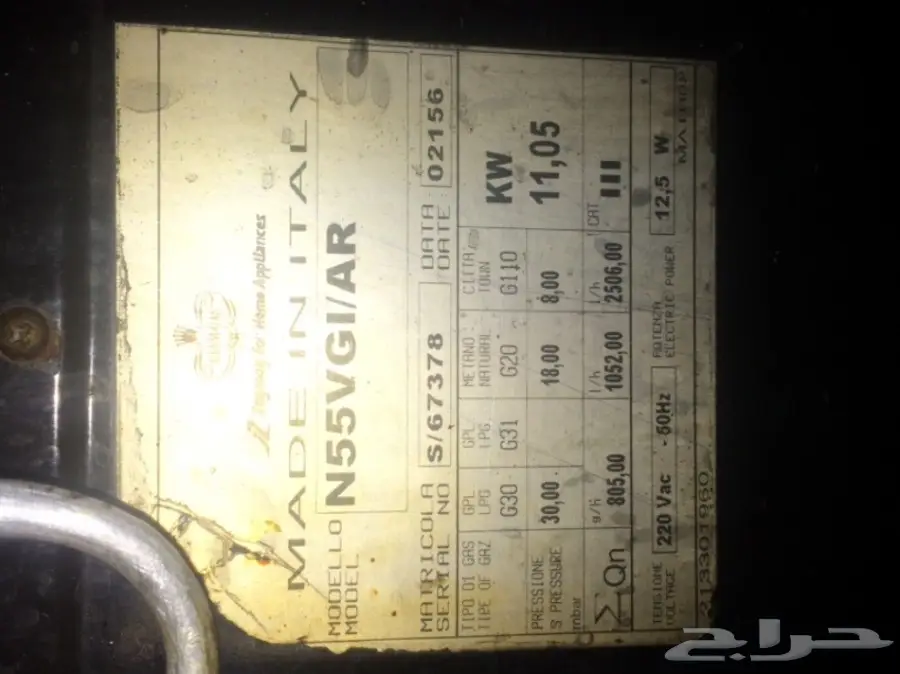 for Home Appliances
MADE IN ITALY
MODELLO
MODEL
N55VGI/AR
MATRICOLA
SERIAL NO
S/67378
DATA
DATE
02156
TIPO DI GAS
TIPE OF GAZ
GPL
LPG
G30
GPL
LPG
G31
METANO
NATURAL
G20
CITTA
TOWN
G110
KW
11,05
PRESSIONE
S PRESSURE
mbar
30,00
18,00
8,00
∑Qn
g/h
805,00
l/h
1052,00
l/h
2506,00
CAT
III
TENSIONE
VOLTAGE
220 Vac - 60Hz
POTENZA
ELECTRIC POWER
12,5 W
213301960
حراج